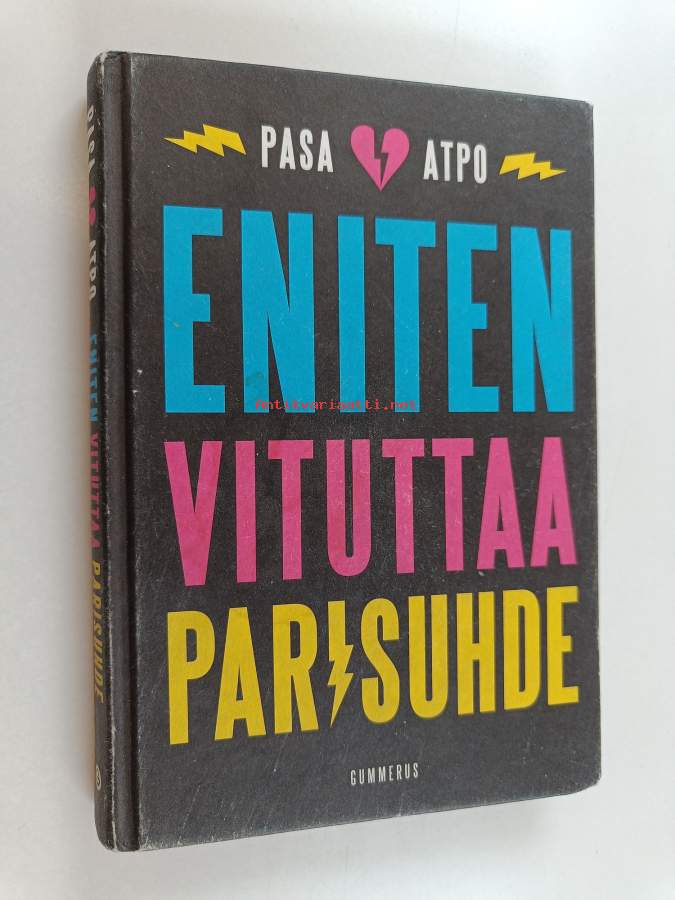 PASA ATPO
ENITEN
Antikvariaatti.net
VITUTTAA
PARISUHDE
GUMMERUS
PASA ATPO ENITEN VITUTTAA PARISUHDE